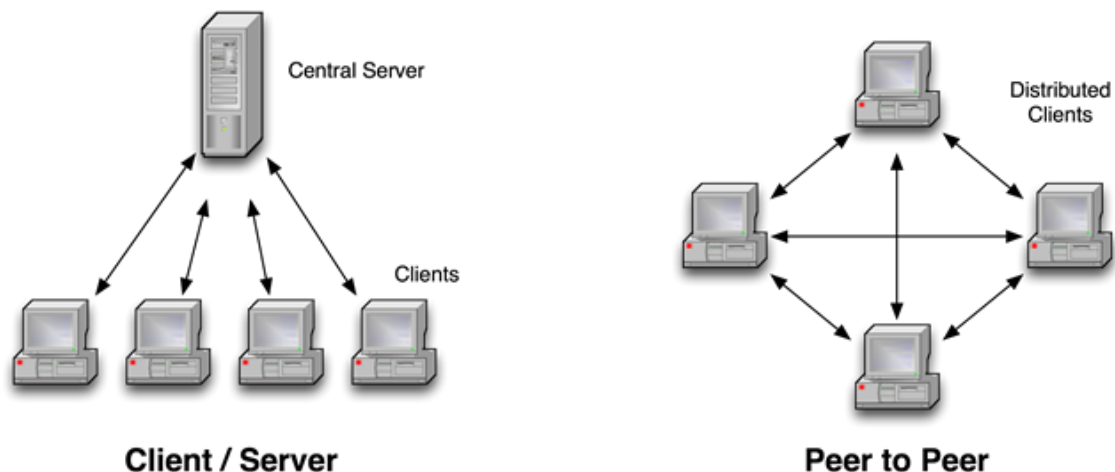 Central Server
Clients
Client / Server
Distributed
Clients
Peer to Peer